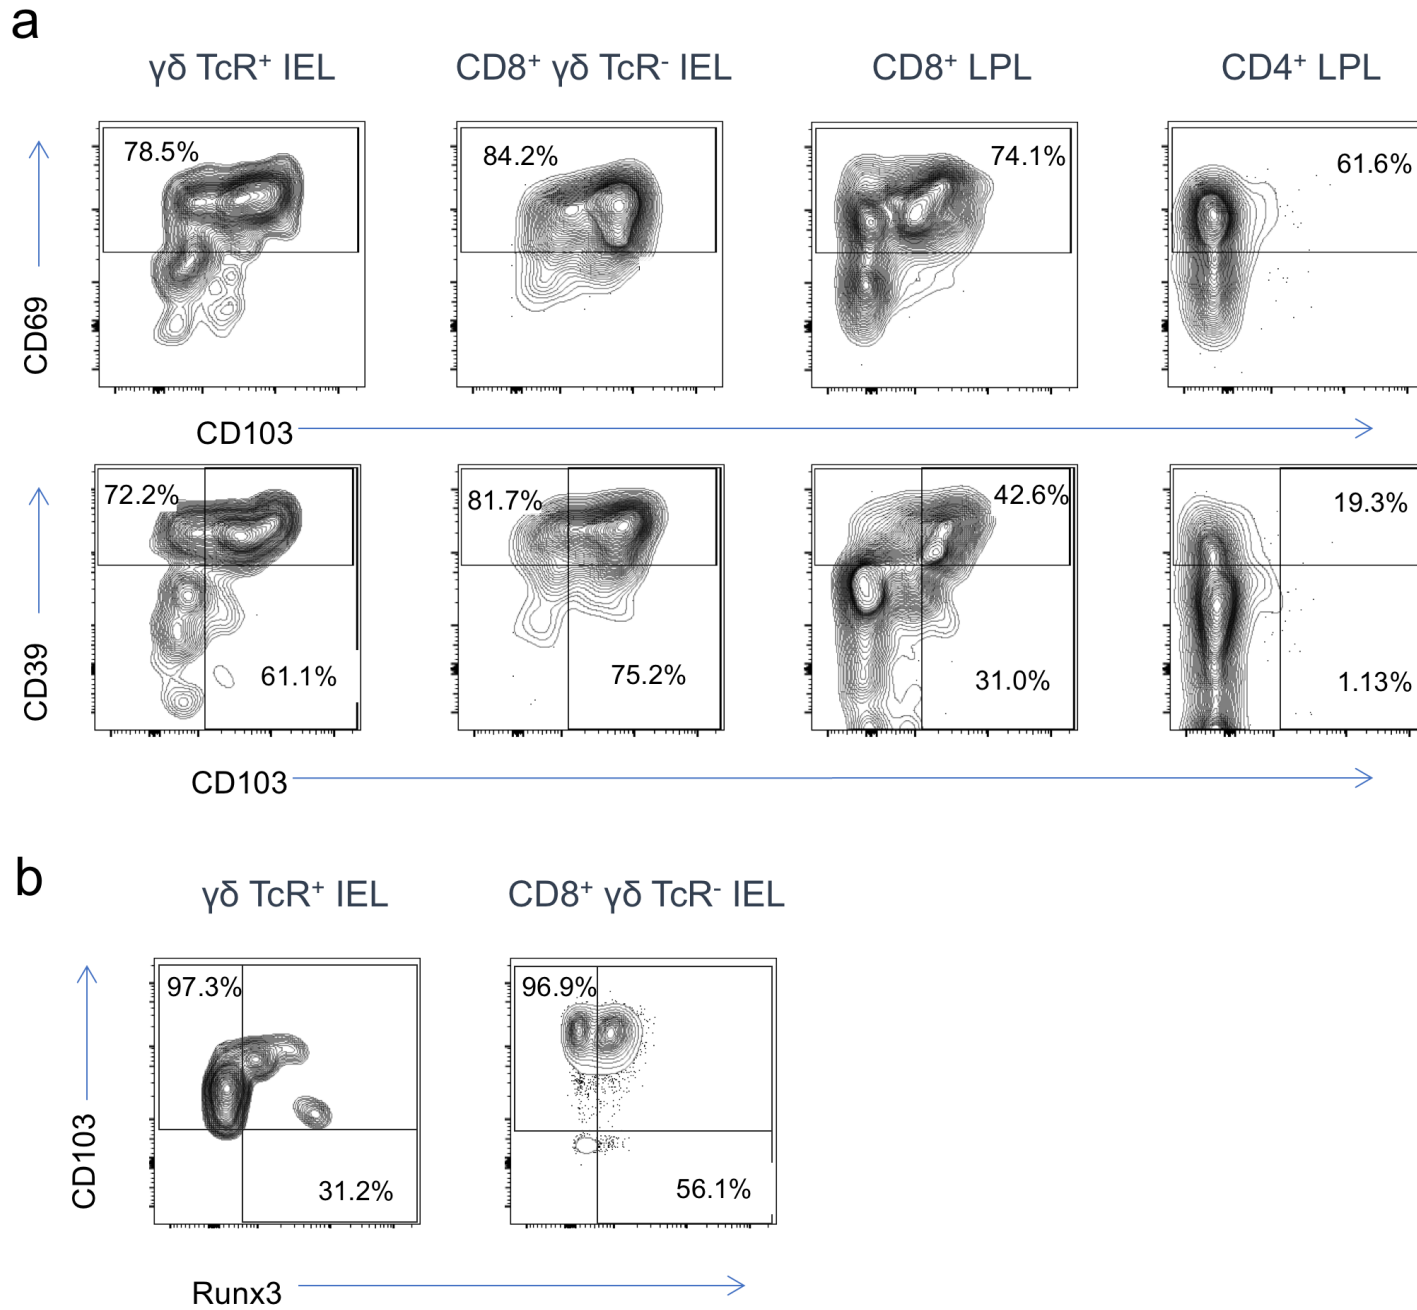 a
γδ TcR⁺ IEL
CD8⁺ γδ TcR⁻ IEL
CD8⁺ LPL
CD4⁺ LPL
CD69
78.5%
84.2%
74.1%
61.6%
CD103
CD39
72.2%
61.1%
81.7%
75.2%
42.6%
31.0%
19.3%
1.13%
CD103
b
γδ TcR⁺ IEL
CD8⁺ γδ TcR⁻ IEL
CD103
97.3%
31.2%
96.9%
56.1%
Runx3